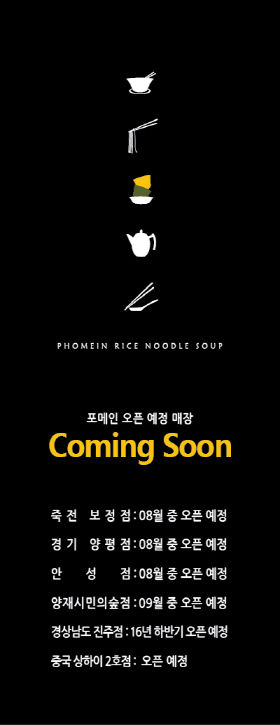 PHOMEIN RICE NOODLE SOUP
포메인 오픈 예정 매장
Coming Soon
죽전 보정점 : 08월 중 오픈 예정
경기 양평점 : 08월 중 오픈 예정
안성점 : 08월 중 오픈 예정
양재시민의숲점 : 09월 중 오픈 예정
경상남도 진주점 : 16년 하반기 오픈 예정
중국 상하이 2호점 : 오픈 예정